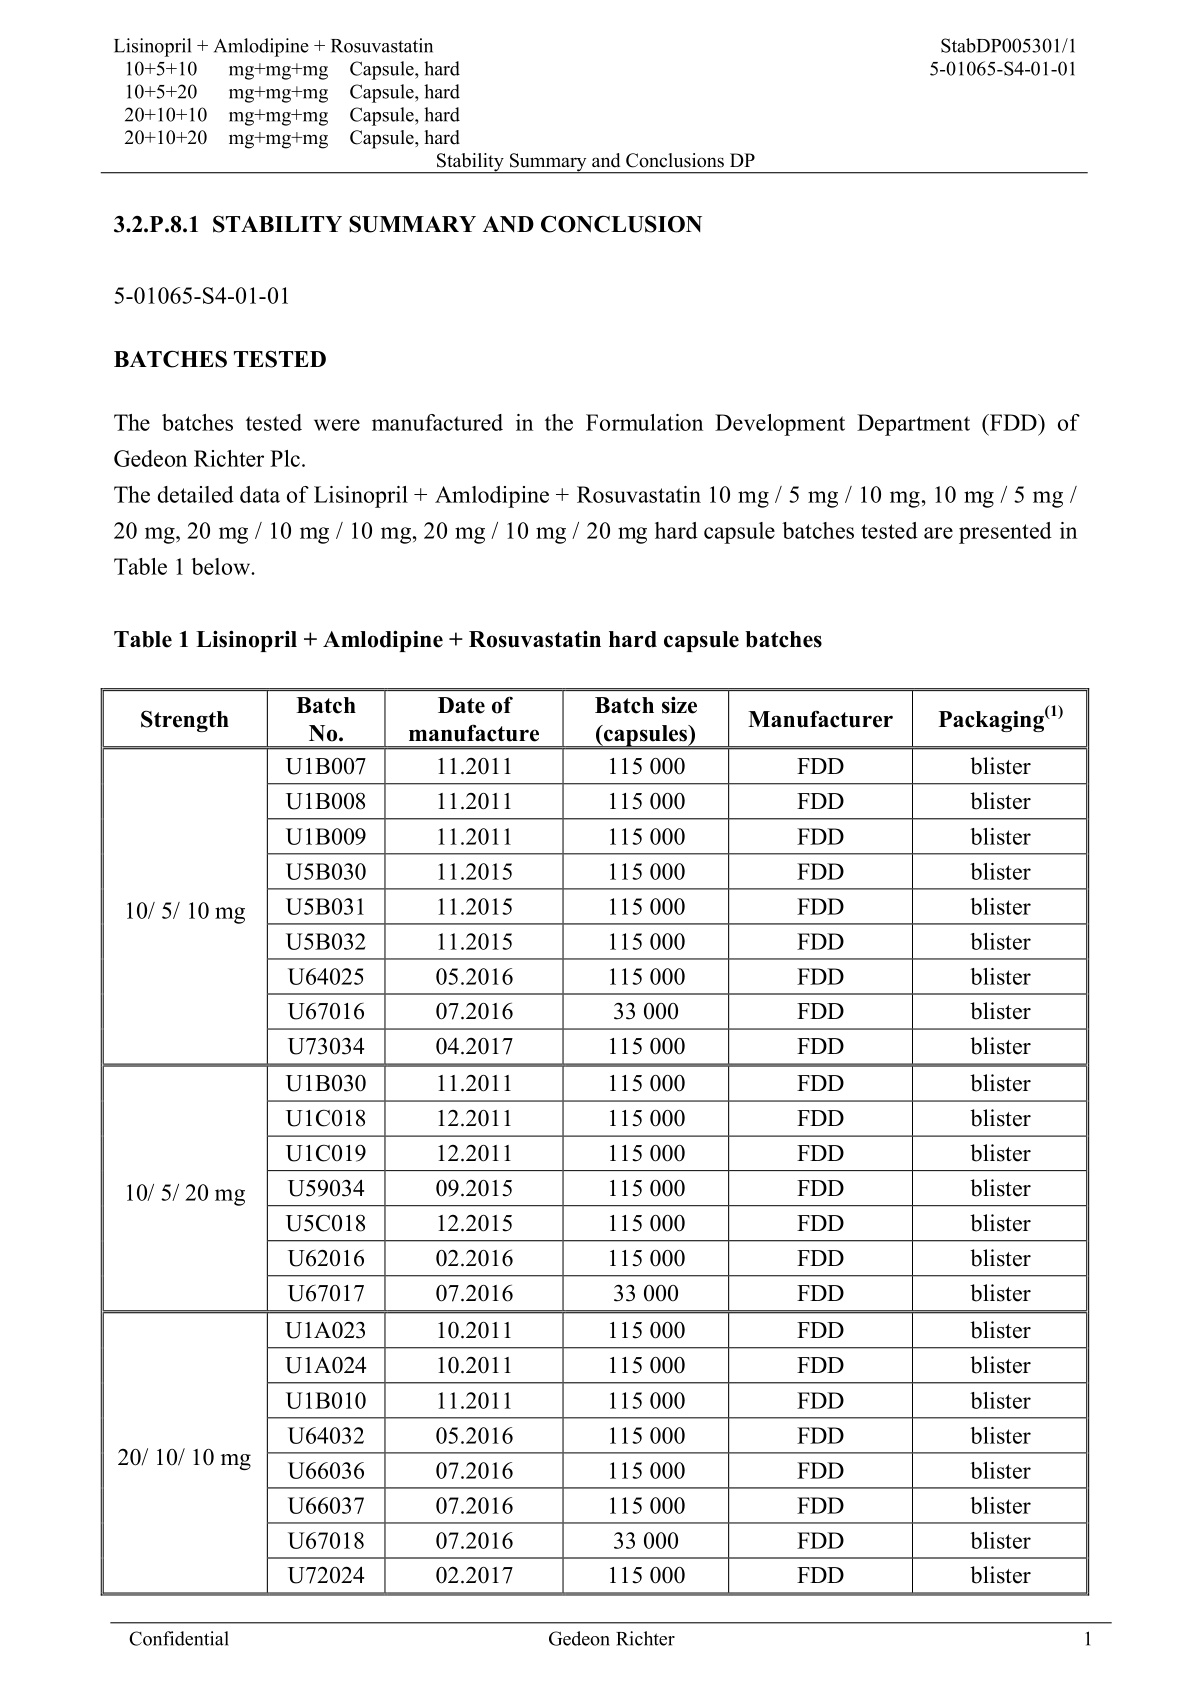 Lisinopril + Amlodipine + Rosuvastatin StabDP005301/1
10+5+10 mg+mg+mg Capsule, hard 5-01065-S4-01-01
10+5+20 mg+mg+mg Capsule, hard
20+10+10 mg+mg+mg Capsule, hard
20+10+20 mg+mg+mg Capsule, hard
Stability Summary and Conclusions DP
3.2.P.8.1 STABILITY SUMMARY AND CONCLUSION
5-01065-S4-01-01
BATCHES TESTED
The batches tested were manufactured in the Formulation Development Department (FDD) of
Gedeon Richter Plc.
The detailed data of Lisinopril + Amlodipine + Rosuvastatin 10 mg / 5 mg / 10 mg, 10 mg / 5 mg /
20 mg, 20 mg / 10 mg / 10 mg, 20 mg / 10 mg / 20 mg hard capsule batches tested are presented in
Table 1 below.
Table 1 Lisinopril + Amlodipine + Rosuvastatin hard capsule batches
Strength Batch No. Date of manufacture Batch size (capsules) Manufacturer Packaging(1)
10/ 5/ 10 mg
U1B007 11.2011 115 000 FDD blister
U1B008 11.2011 115 000 FDD blister
U1B009 11.2011 115 000 FDD blister
U5B030 11.2015 115 000 FDD blister
U5B031 11.2015 115 000 FDD blister
U5B032 11.2015 115 000 FDD blister
U64025 05.2016 115 000 FDD blister
U67016 07.2016 33 000 FDD blister
U73034 04.2017 115 000 FDD blister
10/ 5/ 20 mg
U1B030 11.2011 115 000 FDD blister
U1C018 12.2011 115 000 FDD blister
U1C019 12.2011 115 000 FDD blister
U59034 09.2015 115 000 FDD blister
U5C018 12.2015 115 000 FDD blister
U62016 02.2016 115 000 FDD blister
U67017 07.2016 33 000 FDD blister
20/ 10/ 10 mg
U1A023 10.2011 115 000 FDD blister
U1A024 10.2011 115 000 FDD blister
U1B010 11.2011 115 000 FDD blister
U64032 05.2016 115 000 FDD blister
U66036 07.2016 115 000 FDD blister
U66037 07.2016 115 000 FDD blister
U67018 07.2016 33 000 FDD blister
U72024 02.2017 115 000 FDD blister
Confidential Gedeon Richter 1